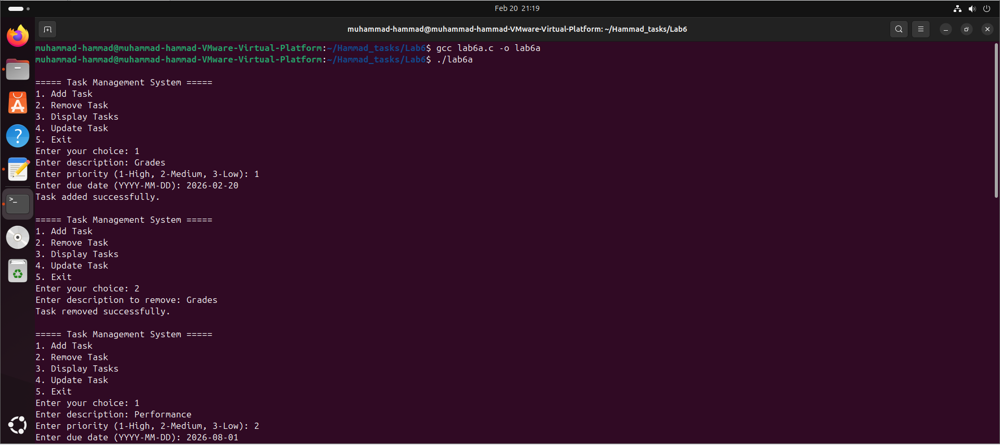 Feb 20 21:19
muhammad-hammad@muhammad-hammad-VMware-Virtual-Platform: ~/Hammad_tasks/Lab6
muhammad-hammad@muhammad-hammad-VMware-Virtual-Platform:~/Hammad_tasks/Lab6$ gcc lab6a.c -o lab6a
muhammad-hammad@muhammad-hammad-VMware-Virtual-Platform:~/Hammad_tasks/Lab6$ ./lab6a
===== Task Management System =====
1. Add Task
2. Remove Task
3. Display Tasks
4. Update Task
5. Exit
Enter your choice: 1
Enter description: Grades
Enter priority (1-High, 2-Medium, 3-Low): 1
Enter due date (YYYY-MM-DD): 2026-02-20
Task added successfully.
===== Task Management System =====
1. Add Task
2. Remove Task
3. Display Tasks
4. Update Task
5. Exit
Enter your choice: 2
Enter description to remove: Grades
Task removed successfully.
===== Task Management System =====
1. Add Task
2. Remove Task
3. Display Tasks
4. Update Task
5. Exit
Enter your choice: 1
Enter description: Performance
Enter priority (1-High, 2-Medium, 3-Low): 2
Enter due date (YYYY-MM-DD): 2026-08-01